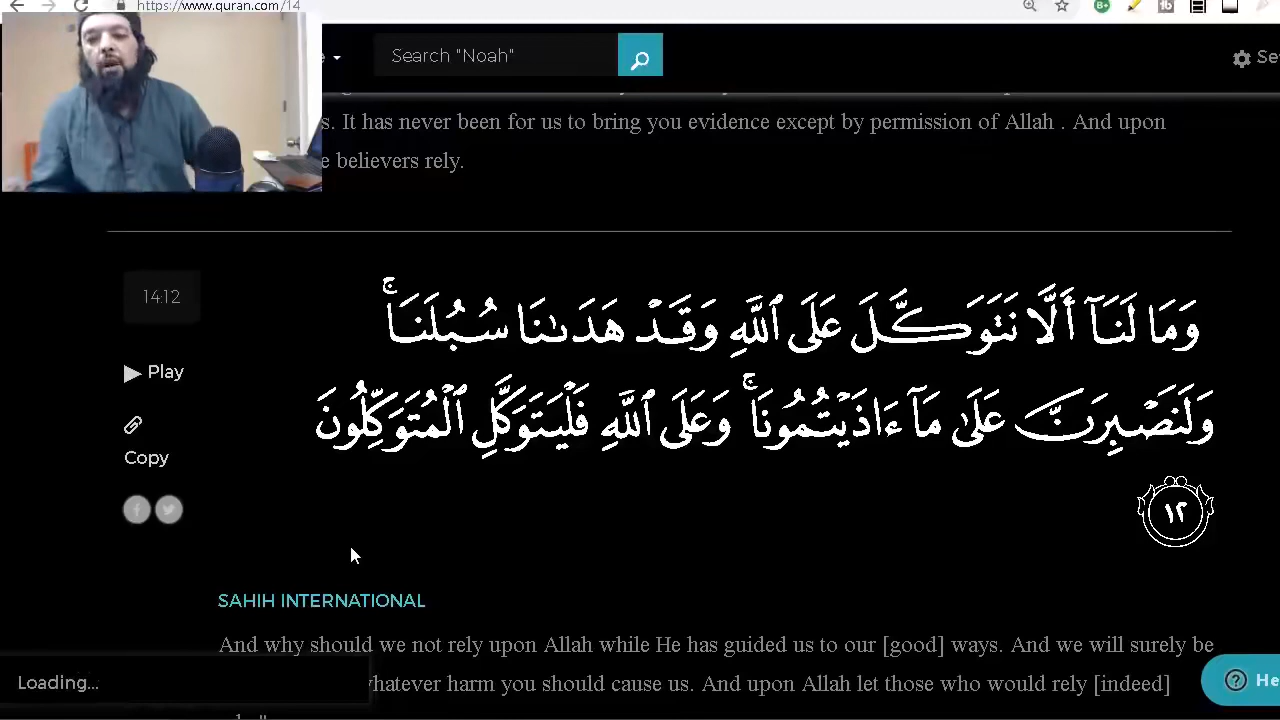 https://www.quran.com/14
Search "Noah"
s. It has never been for us to bring you evidence except by permission of Allah . And upon
believers rely.
14:12
وَمَا لَنَآ أَلَّا نَتَوَكَّلَ عَلَى ٱللَّهِ وَقَدْ هَدَىٰنَا سُبُلَنَا ۚ
Play
وَلَنَصْبِرَنَّ عَلَىٰ مَآ ءَاذَيْتُمُونَا ۚ وَعَلَى ٱللَّهِ فَلْيَتَوَكَّلِ ٱلْمُتَوَكِّلُونَ
Copy
١٢
SAHIH INTERNATIONAL
And why should we not rely upon Allah while He has guided us to our [good] ways. And we will surely be
Loading...
whatever harm you should cause us. And upon Allah let those who would rely [indeed]